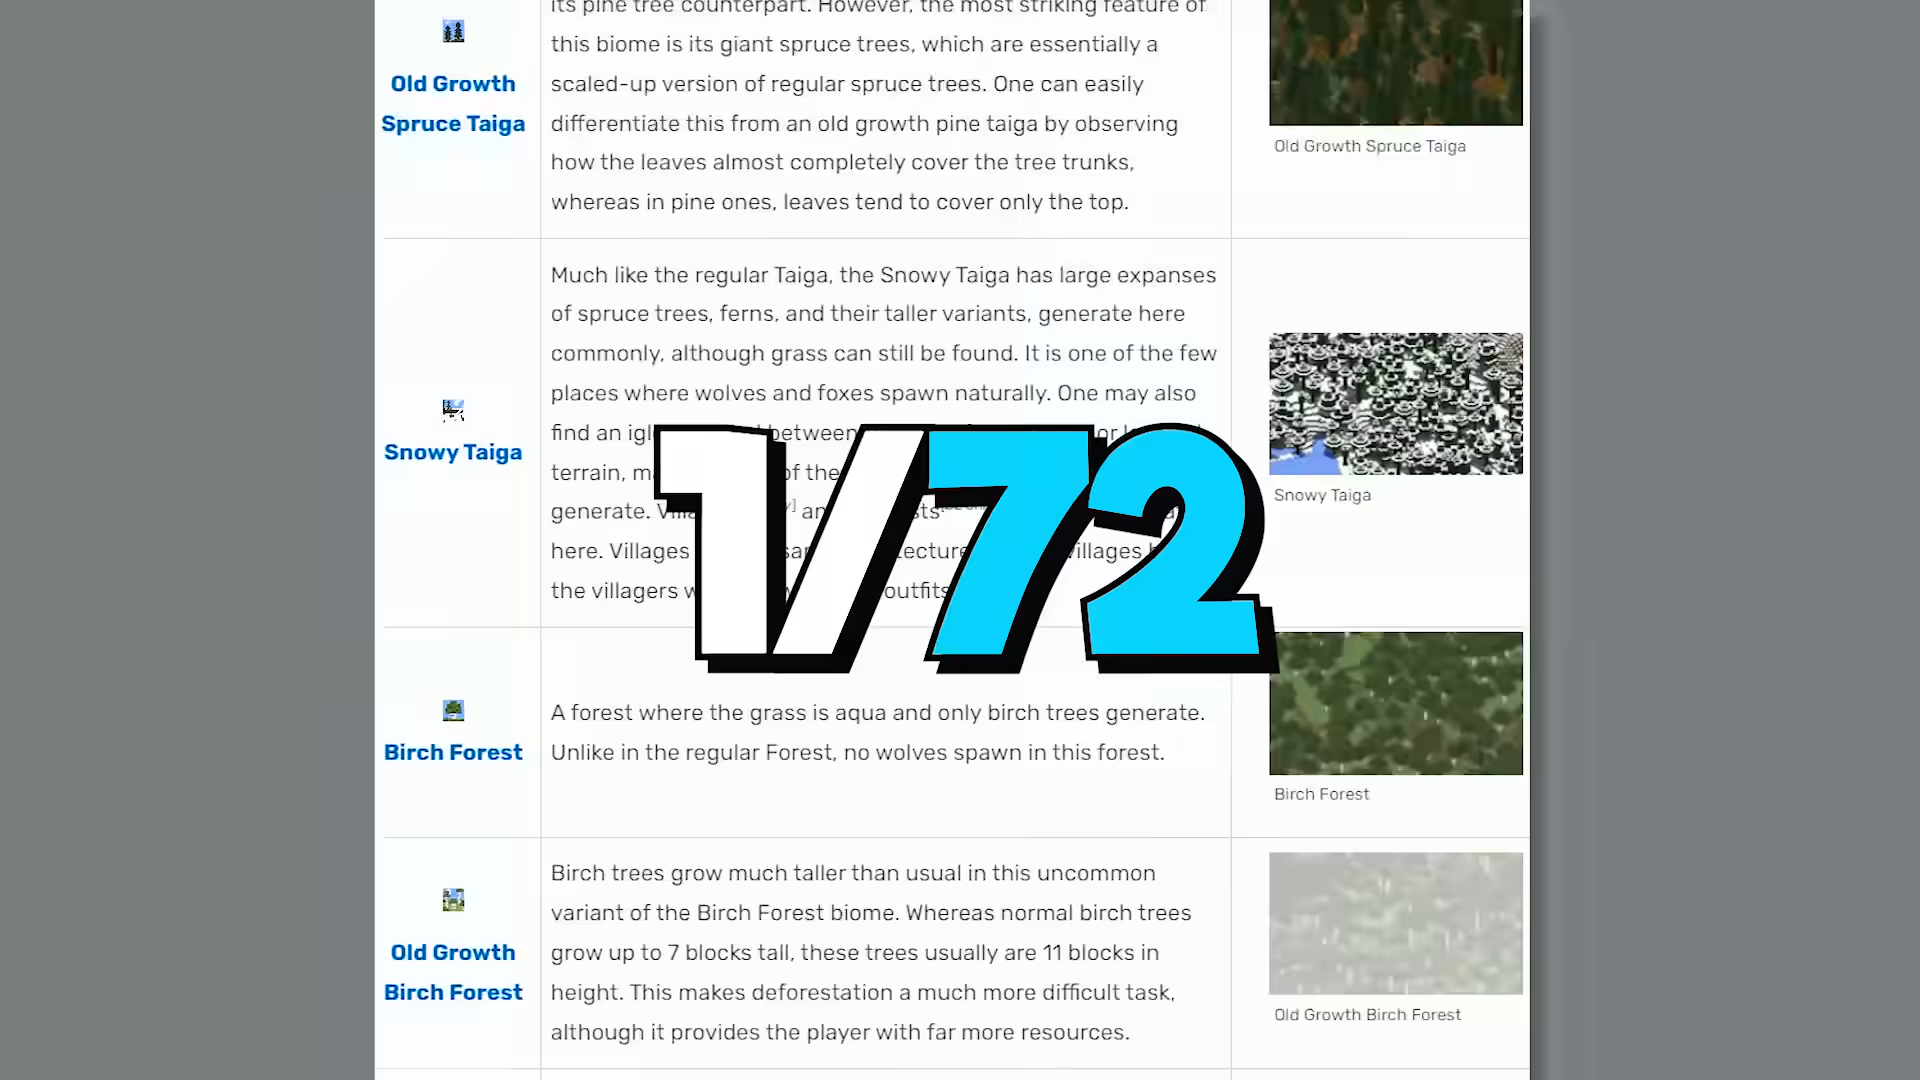 its pine tree counterpart. However, the most striking feature of
Old Growth
Spruce Taiga
this biome is its giant spruce trees, which are essentially a
scaled-up version of regular spruce trees. One can easily
differentiate this from an old growth pine taiga by observing
how the leaves almost completely cover the tree trunks,
whereas in pine ones, leaves tend to cover only the top.
Old Growth Spruce Taiga
Snowy Taiga
Much like the regular Taiga, the Snowy Taiga has large expanses
of spruce trees, ferns, and their taller variants, generate here
commonly, although grass can still be found. It is one of the few
places where wolves and foxes spawn naturally. One may also
find an between
terrain, of the
generate.
here. Villages
the villagers outfits
Snowy Taiga
1/72
Birch Forest
A forest where the grass is aqua and only birch trees generate.
Unlike in the regular Forest, no wolves spawn in this forest.
Birch Forest
Old Growth
Birch Forest
Birch trees grow much taller than usual in this uncommon
variant of the Birch Forest biome. Whereas normal birch trees
grow up to 7 blocks tall, these trees usually are 11 blocks in
height. This makes deforestation a much more difficult task,
although it provides the player with far more resources.
Old Growth Birch Forest